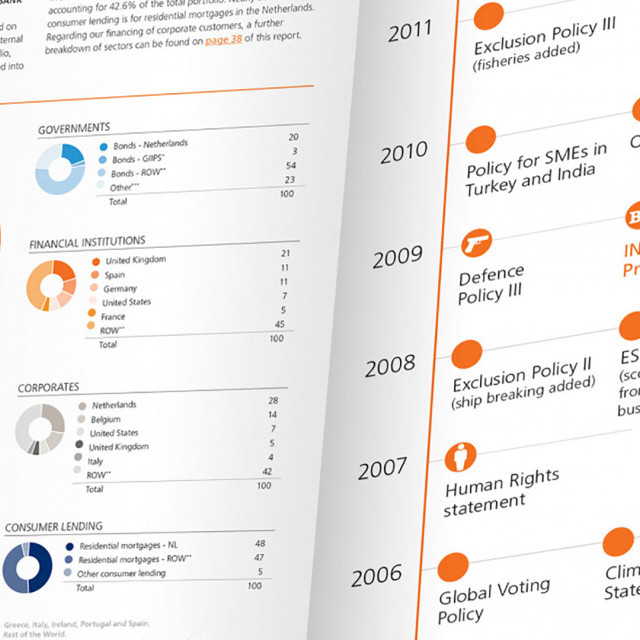 BANK
accounting for 42.6% of the total portfolio. Nearly
consumer lending is for residential mortgages in the Netherlands.
Regarding our financing of corporate customers, a further
breakdown of sectors can be found on page 38 of this report.
d on
ternal
lio,
d into
GOVERNMENTS
Bonds - Netherlands 20
Bonds - GIIPS* 3
Bonds - ROW** 54
Other*** 23
Total 100
FINANCIAL INSTITUTIONS
United Kingdom 21
Spain 11
Germany 11
United States 7
France 5
ROW** 45
Total 100
CORPORATES
Netherlands 28
Belgium 14
United States 7
United Kingdom 5
Italy 4
ROW** 42
Total 100
CONSUMER LENDING
Residential mortgages - NL 48
Residential mortgages - ROW** 47
Other consumer lending 5
Total 100
Greece, Italy, Ireland, Portugal and Spain.
Rest of the World.
2011
Exclusion Policy III
(fisheries added)
2010
Policy for SMEs in
Turkey and India
2009
Defence
Policy III
IN
Pr
2008
Exclusion Policy II
(ship breaking added)
ES
(sco
fro
bus
2007
Human Rights
statement
2006
Global Voting
Policy
Clim
State